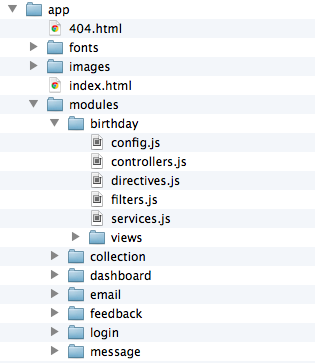 app
404.html
fonts
images
index.html
modules
birthday
config.js
controllers.js
directives.js
filters.js
services.js
views
collection
dashboard
email
feedback
login
message